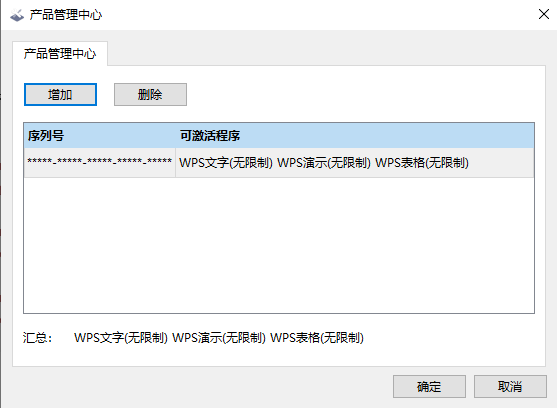 产品管理中心
产品管理中心
增加 删除
序列号 可激活程序
*****-*****-*****-*****-***** WPS文字(无限制) WPS演示(无限制) WPS表格(无限制)
汇总： WPS文字(无限制) WPS演示(无限制) WPS表格(无限制)
确定 取消